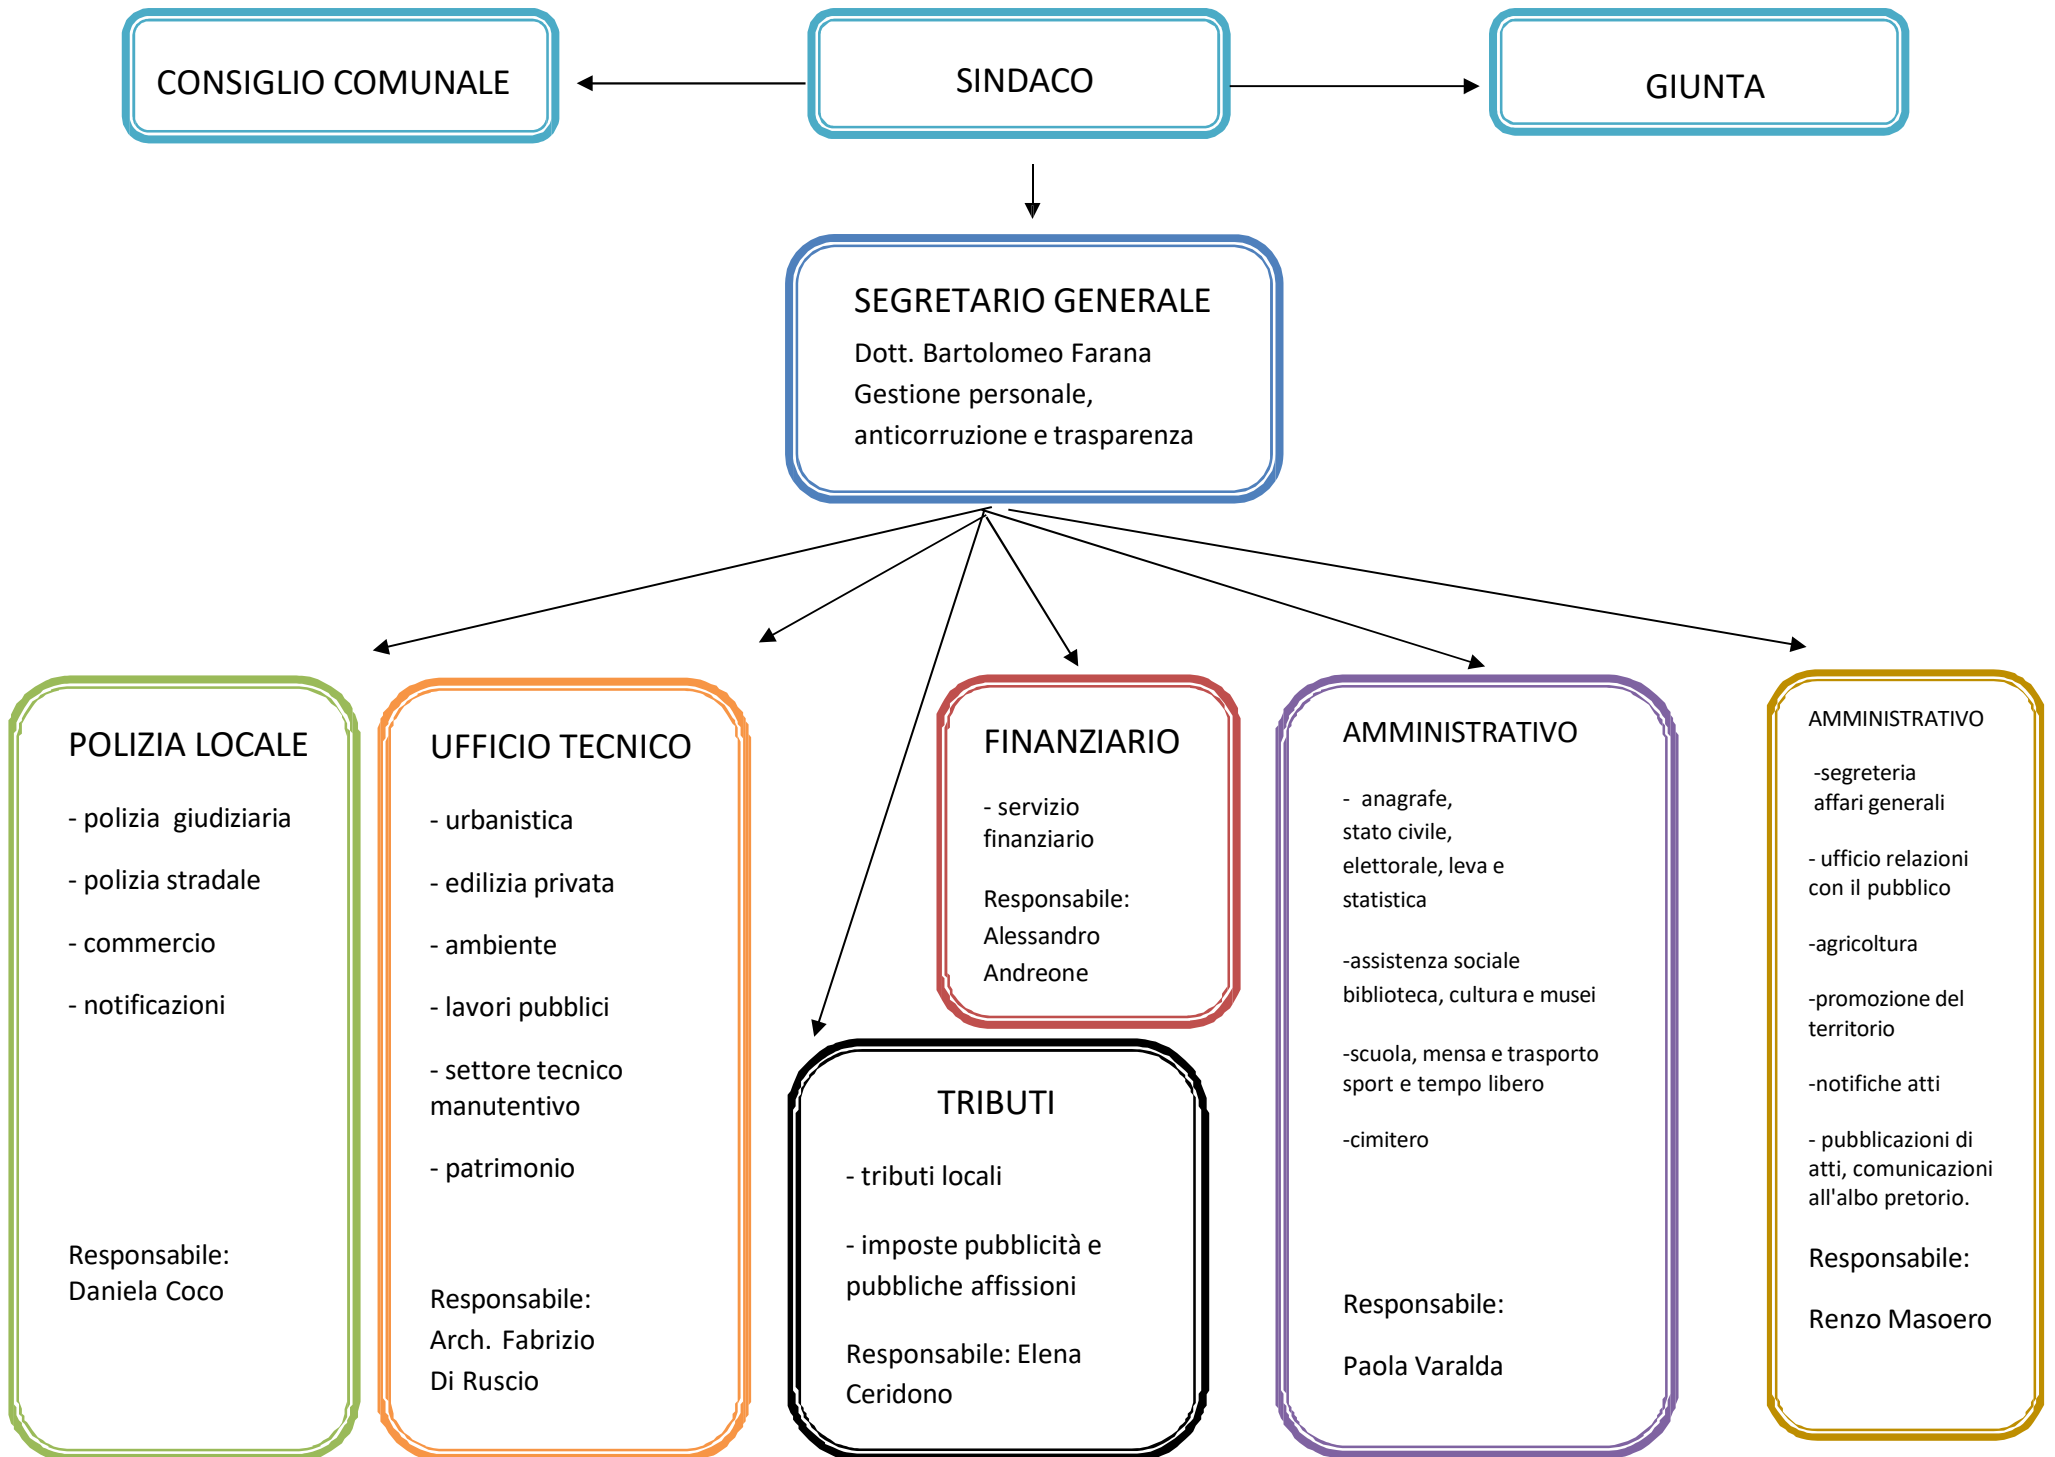 CONSIGLIO COMUNALE
SINDACO
GIUNTA
SEGRETARIO GENERALE
Dott. Bartolomeo Farana
Gestione personale,
anticorruzione e trasparenza
POLIZIA LOCALE
- polizia giudiziaria
- polizia stradale
- commercio
- notificazioni
Responsabile:
Daniela Coco
UFFICIO TECNICO
- urbanistica
- edilizia privata
- ambiente
- lavori pubblici
- settore tecnico
manutentivo
- patrimonio
Responsabile:
Arch. Fabrizio
Di Ruscio
FINANZIARIO
- servizio
finanziario
Responsabile:
Alessandro
Andreone
TRIBUTI
- tributi locali
- imposte pubblicità e
pubbliche affissioni
Responsabile: Elena
Ceridono
AMMINISTRATIVO
- anagrafe,
stato civile,
elettorale, leva e
statistica
-assistenza sociale
biblioteca, cultura e musei
-scuola, mensa e trasporto
sport e tempo libero
-cimitero
Responsabile:
Paola Varalda
AMMINISTRATIVO
-segreteria
affari generali
- ufficio relazioni
con il pubblico
-agricoltura
-promozione del
territorio
-notifiche atti
- pubblicazioni di
atti, comunicazioni
all'albo pretorio.
Responsabile:
Renzo Masoero